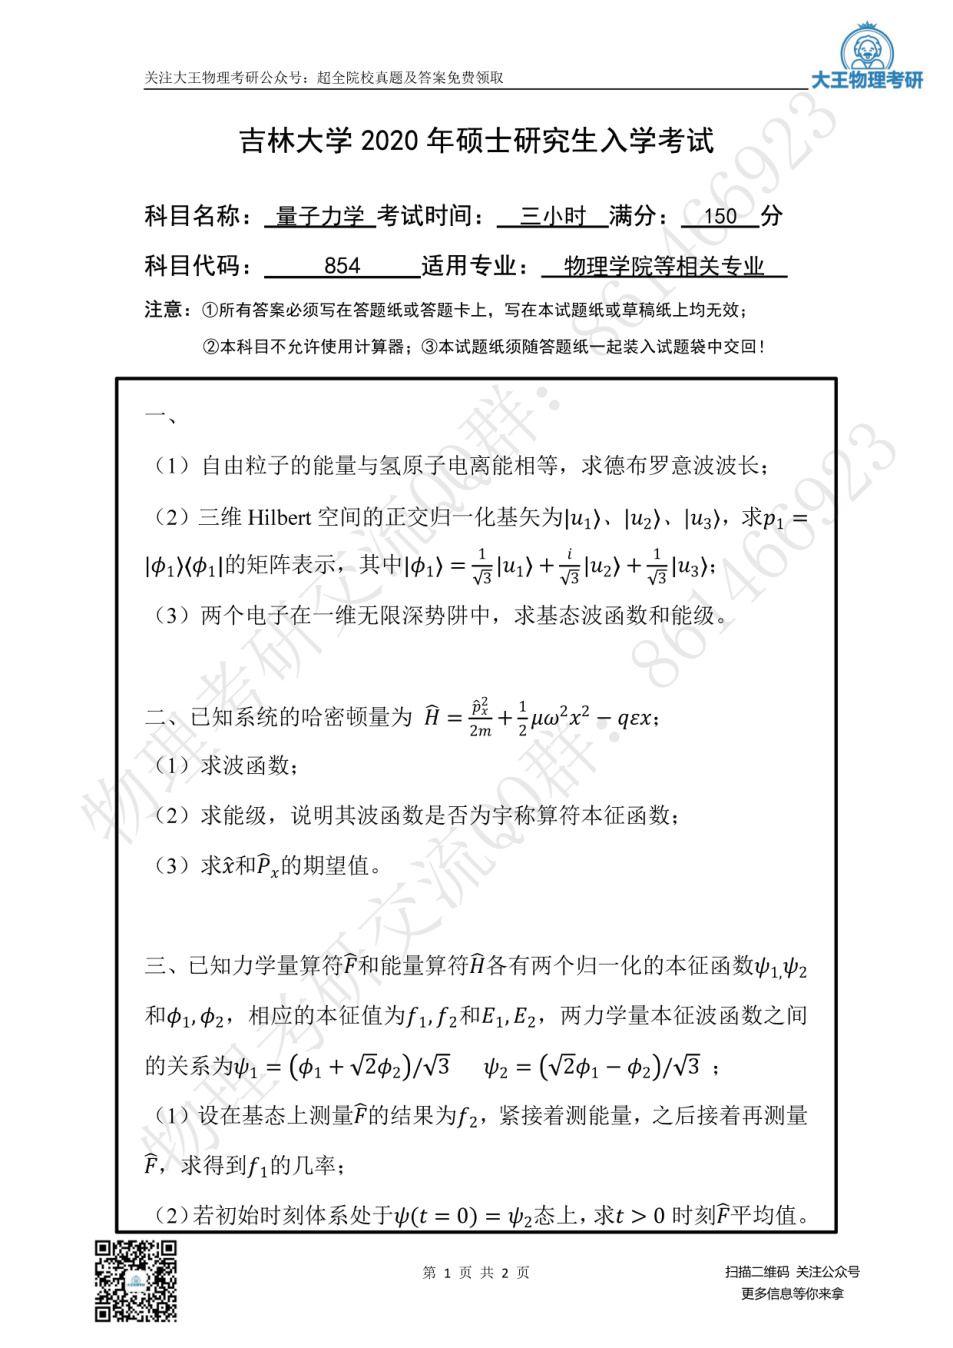 关注大王物理考研公众号：超全院校真题及答案免费领取
大王物理考研
吉林大学 2020 年硕士研究生入学考试
科目名称： 量子力学 考试时间： 三小时 满分： 150 分
科目代码： 854 适用专业： 物理学院等相关专业
注意：①所有答案必须写在答题纸或答题卡上，写在本试题纸或草稿纸上均无效；
②本科目不允许使用计算器；③本试题纸须随答题纸一起装入试题袋中交回！
一、
（1）自由粒子的能量与氢原子电离能相等，求德布罗意波波长；
（2）三维 Hilbert 空间的正交归一化基矢为|u₁⟩、|u₂⟩、|u₃⟩，求p₁ =
|ϕ₁⟩⟨ϕ₁|的矩阵表示，其中|ϕ₁⟩ = 1/√3|u₁⟩ + i/√3|u₂⟩ + 1/√3|u₃⟩;
（3）两个电子在一维无限深势阱中，求基态波函数和能级。
二、已知系统的哈密顿量为 Ĥ = p̂ₓ²/2m + 1/2 μω²x² − qεx;
（1）求波函数；
（2）求能级，说明其波函数是否为宇称算符本征函数；
（3）求x̂和P̂ₓ的期望值。
三、已知力学量算符F̂和能量算符Ĥ各有两个归一化的本征函数ψ₁,ψ₂
和ϕ₁, ϕ₂，相应的本征值为f₁, f₂和E₁, E₂，两力学量本征波函数之间
的关系为ψ₁ = (ϕ₁ + √2ϕ₂)/√3 ψ₂ = (√2ϕ₁ − ϕ₂)/√3 ；
（1）设在基态上测量F̂的结果为f₂，紧接着测能量，之后接着再测量
F̂，求得到f₁的几率；
（2）若初始时刻体系处于ψ(t = 0) = ψ₂态上，求t > 0 时刻F̂平均值。
物理考研交流QQ群：861466923
物理考研交流QQ群：861466923
第 1 页 共 2 页
扫描二维码 关注公众号
更多信息等你来拿